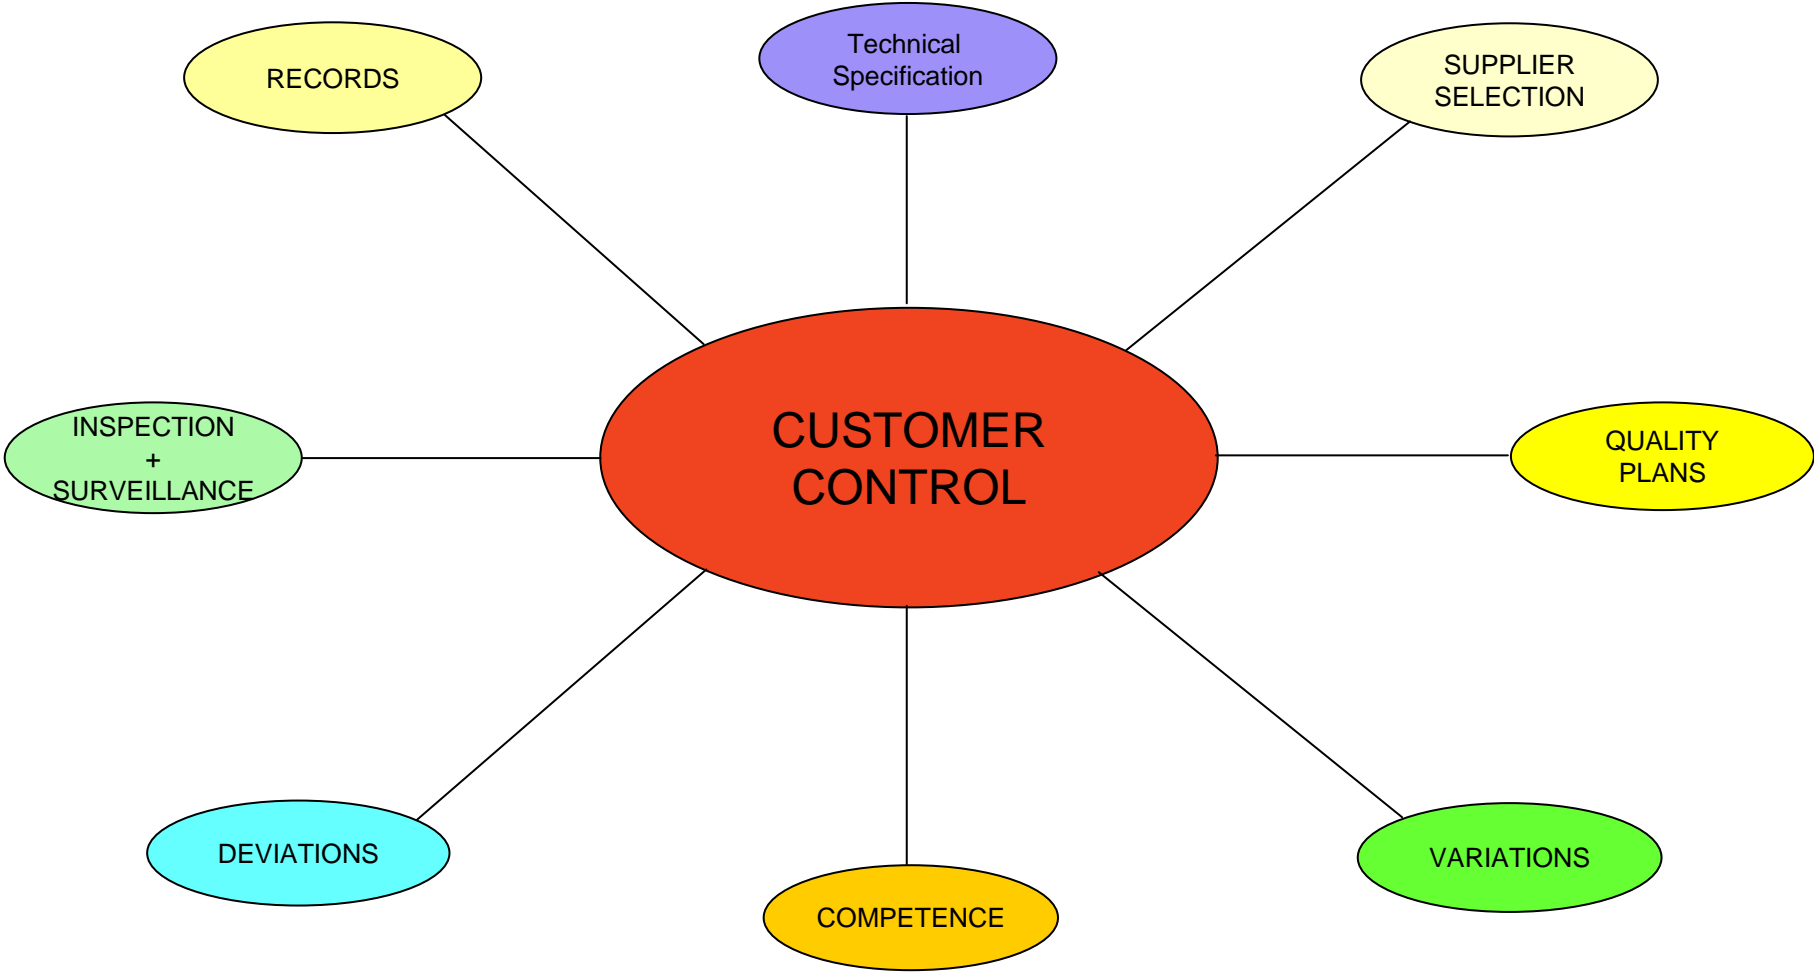 Technical
Specification
RECORDS
SUPPLIER
SELECTION
INSPECTION
+
SURVEILLANCE
CUSTOMER
CONTROL
QUALITY
PLANS
DEVIATIONS
VARIATIONS
COMPETENCE